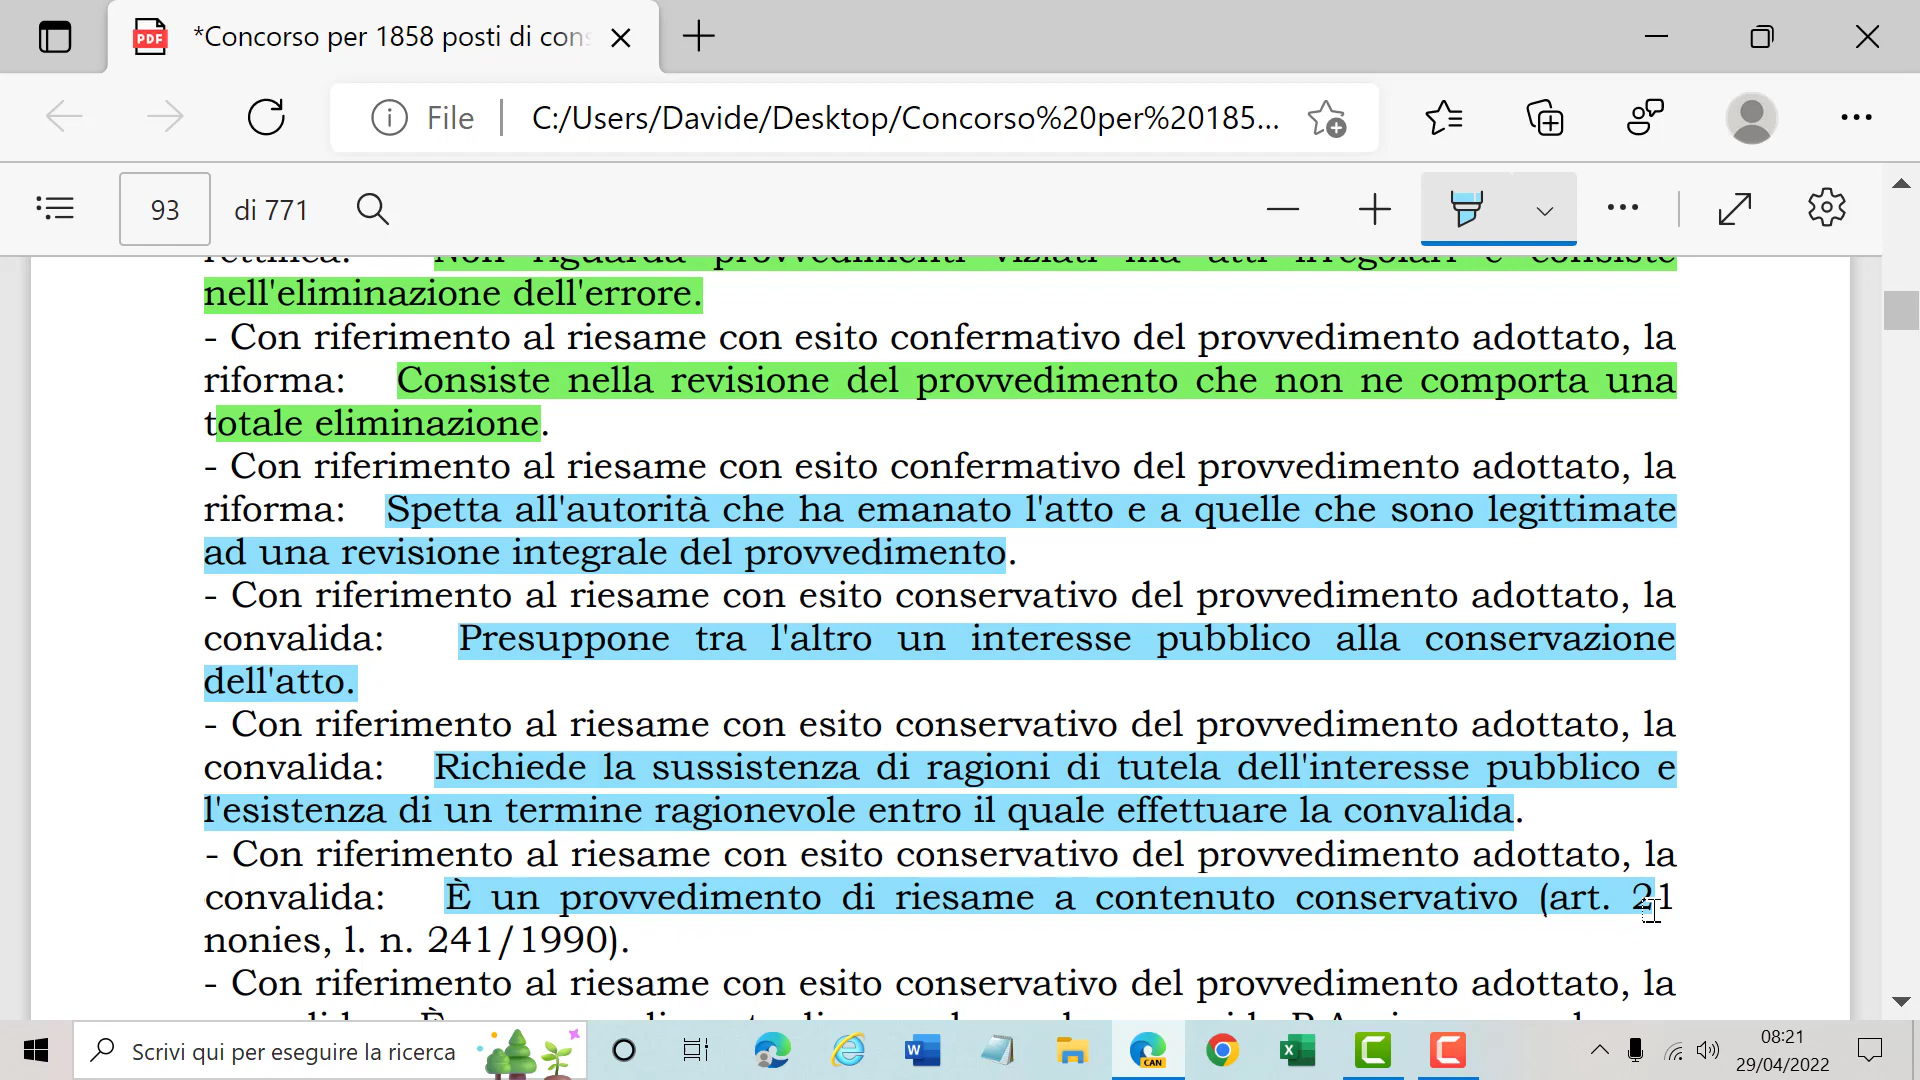 *Concorso per 1858 posti di con
File
C:/Users/Davide/Desktop/Concorso%20per%20185...
93 di 771
rettifica: Non riguarda provvedimenti viziati ma atti irregolari e consiste
nell'eliminazione dell'errore.
- Con riferimento al riesame con esito confermativo del provvedimento adottato, la
riforma: Consiste nella revisione del provvedimento che non ne comporta una
totale eliminazione.
- Con riferimento al riesame con esito confermativo del provvedimento adottato, la
riforma: Spetta all'autorità che ha emanato l'atto e a quelle che sono legittimate
ad una revisione integrale del provvedimento.
- Con riferimento al riesame con esito conservativo del provvedimento adottato, la
convalida: Presuppone tra l'altro un interesse pubblico alla conservazione
dell'atto.
- Con riferimento al riesame con esito conservativo del provvedimento adottato, la
convalida: Richiede la sussistenza di ragioni di tutela dell'interesse pubblico e
l'esistenza di un termine ragionevole entro il quale effettuare la convalida.
- Con riferimento al riesame con esito conservativo del provvedimento adottato, la
convalida: È un provvedimento di riesame a contenuto conservativo (art. 21
nonies, l. n. 241/1990).
- Con riferimento al riesame con esito conservativo del provvedimento adottato, la
Scrivi qui per eseguire la ricerca
08:21
29/04/2022